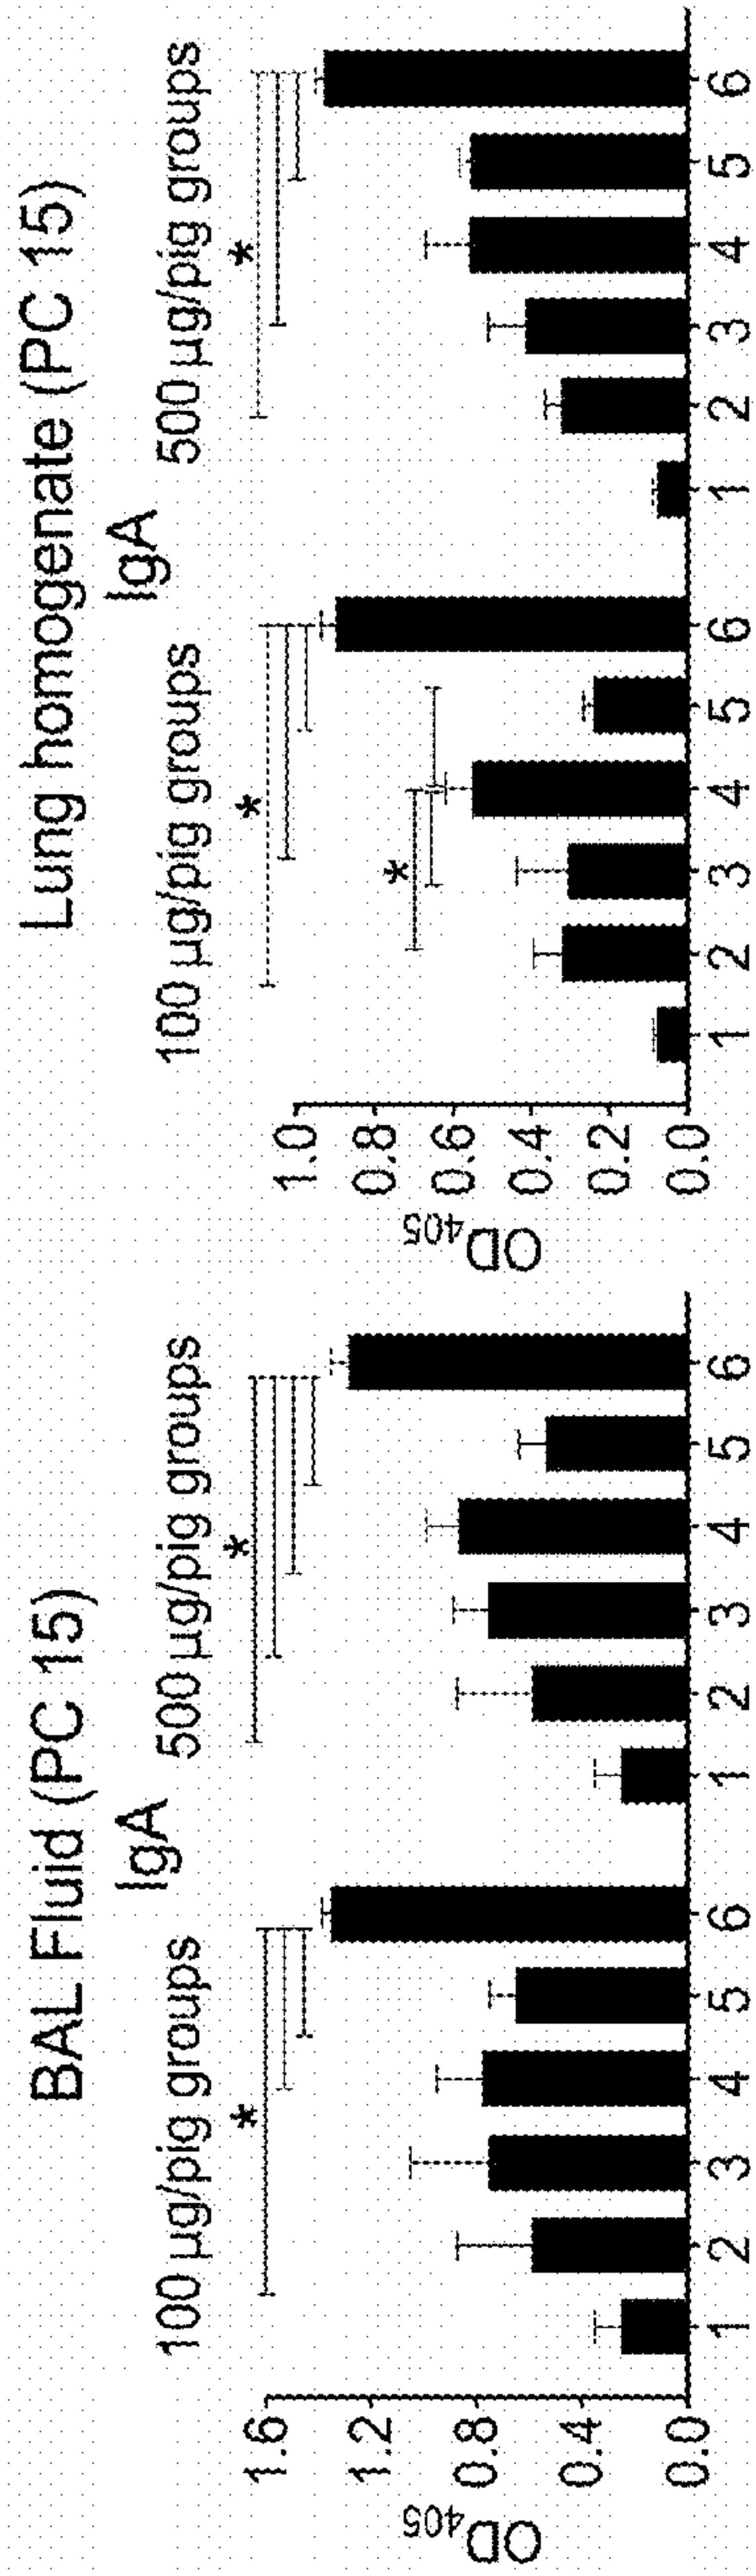 BAL Fluid (PC 15)
IgA
100 µg/pig groups
500 µg/pig groups
*
*
OD405
1.6
1.2
0.8
0.4
0.0
1 2 3 4 5 6
1 2 3 4 5 6
Lung homogenate (PC 15)
IgA
100 µg/pig groups
500 µg/pig groups
*
*
*
OD405
1.0
0.8
0.6
0.4
0.2
0.0
1 2 3 4 5 6
1 2 3 4 5 6